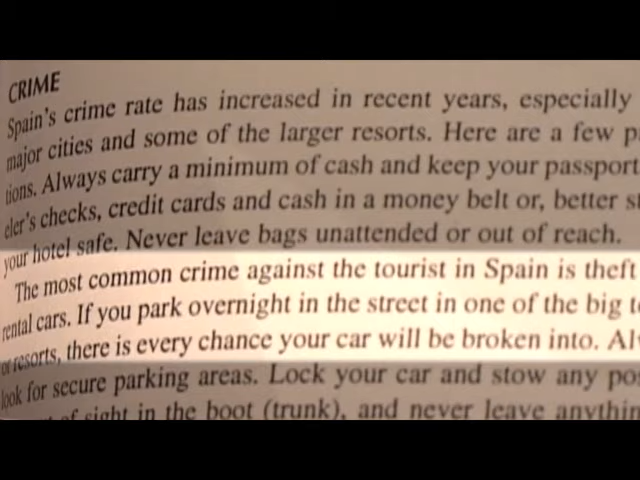 CRIME
Spain's crime rate has increased in recent years, especially
major cities and some of the larger resorts. Here are a few
tions. Always carry a minimum of cash and keep your passport
eler's checks, credit cards and cash in a money belt or, better
your hotel safe. Never leave bags unattended or out of reach.
The most common crime against the tourist in Spain is theft
rental cars. If you park overnight in the street in one of the big
or resorts, there is every chance your car will be broken into.
look for secure parking areas. Lock your car and stow any
of sight in the boot (trunk), and never leave anythin